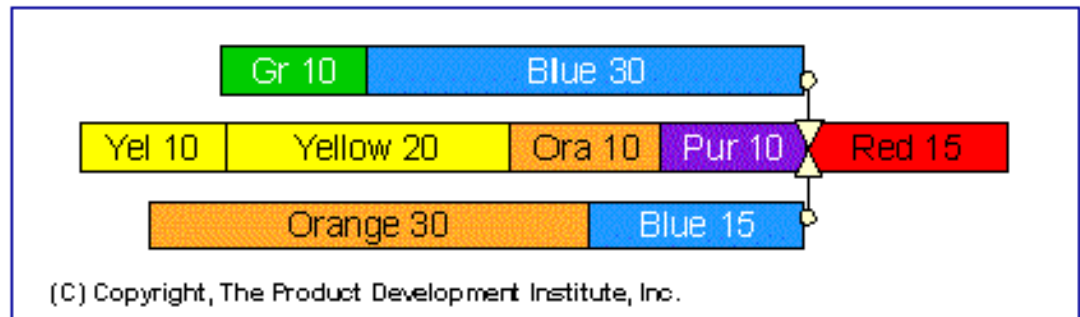 Gr 10 Blue 30
Yel 10 Yellow 20 Ora 10 Pur 10 Red 15
Orange 30 Blue 15
(C) Copyright, The Product Development Institute, Inc.